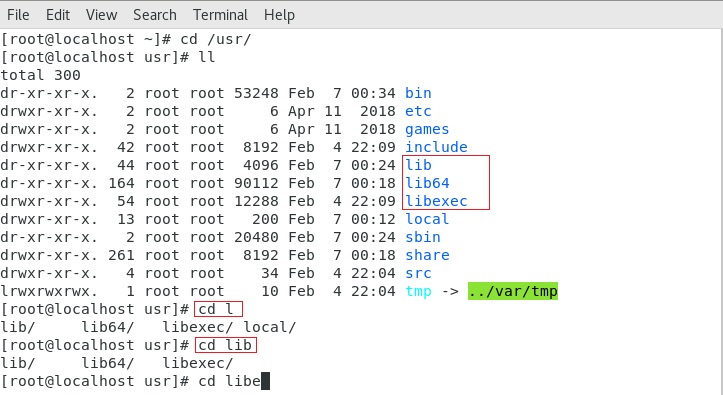 File Edit View Search Terminal Help
[root@localhost ~]# cd /usr/
[root@localhost usr]# ll
total 300
dr-xr-xr-x.   2 root root 53248 Feb  7 00:34 bin
drwxr-xr-x.   2 root root     6 Apr 11  2018 etc
drwxr-xr-x.   2 root root     6 Apr 11  2018 games
drwxr-xr-x.  42 root root  8192 Feb  4 22:09 include
dr-xr-xr-x.  44 root root  4096 Feb  7 00:24 lib
dr-xr-xr-x. 164 root root 90112 Feb  7 00:18 lib64
drwxr-xr-x.  54 root root 12288 Feb  4 22:09 libexec
drwxr-xr-x.  13 root root   200 Feb  7 00:12 local
dr-xr-xr-x.   2 root root 20480 Feb  7 00:24 sbin
drwxr-xr-x. 261 root root  8192 Feb  7 00:18 share
drwxr-xr-x.   4 root root    34 Feb  4 22:04 src
lrwxrwxrwx.   1 root root    10 Feb  4 22:04 tmp -> ../var/tmp
[root@localhost usr]# cd l
lib/     lib64/   libexec/ local/
[root@localhost usr]# cd lib
lib/     lib64/   libexec/
[root@localhost usr]# cd libe